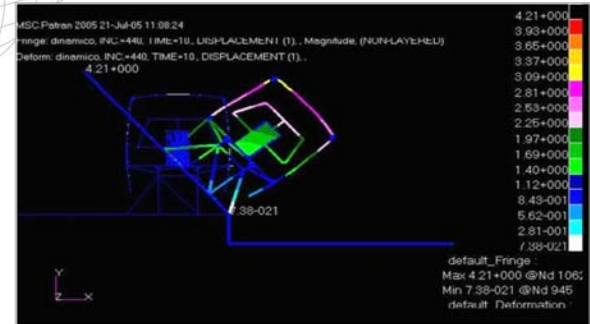 MSC.Patran 2005 21-Jul-05 11:08:24
Fringe: dinamico, INC.=440, TIME=10., DISPLACEMENT (1), , Magnitude, (NON-LAYERED)
Deform: dinamico, INC.=440, TIME=10., DISPLACEMENT (1), ,
4.21+000
7.38-021
4.21+000
3.93+000
3.65+000
3.37+000
3.09+000
2.81+000
2.53+000
2.25+000
1.97+000
1.69+000
1.40+000
1.12+000
8.43-001
5.62-001
2.81-001
7.38-021
default_Fringe :
Max 4.21+000 @Nd 1062
Min 7.38-021 @Nd 945
default_Deformation :
Y
Z X